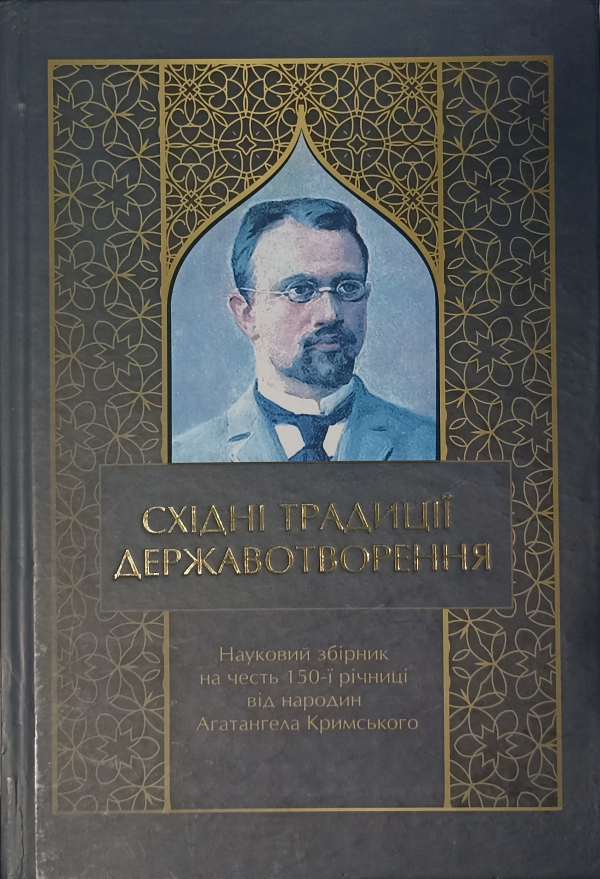 СХІДНІ ТРАДИЦІЇ
ДЕРЖАВОТВОРЕННЯ
Науковий збірник
на честь 150-ї річниці
від народин
Агатангела Кримського